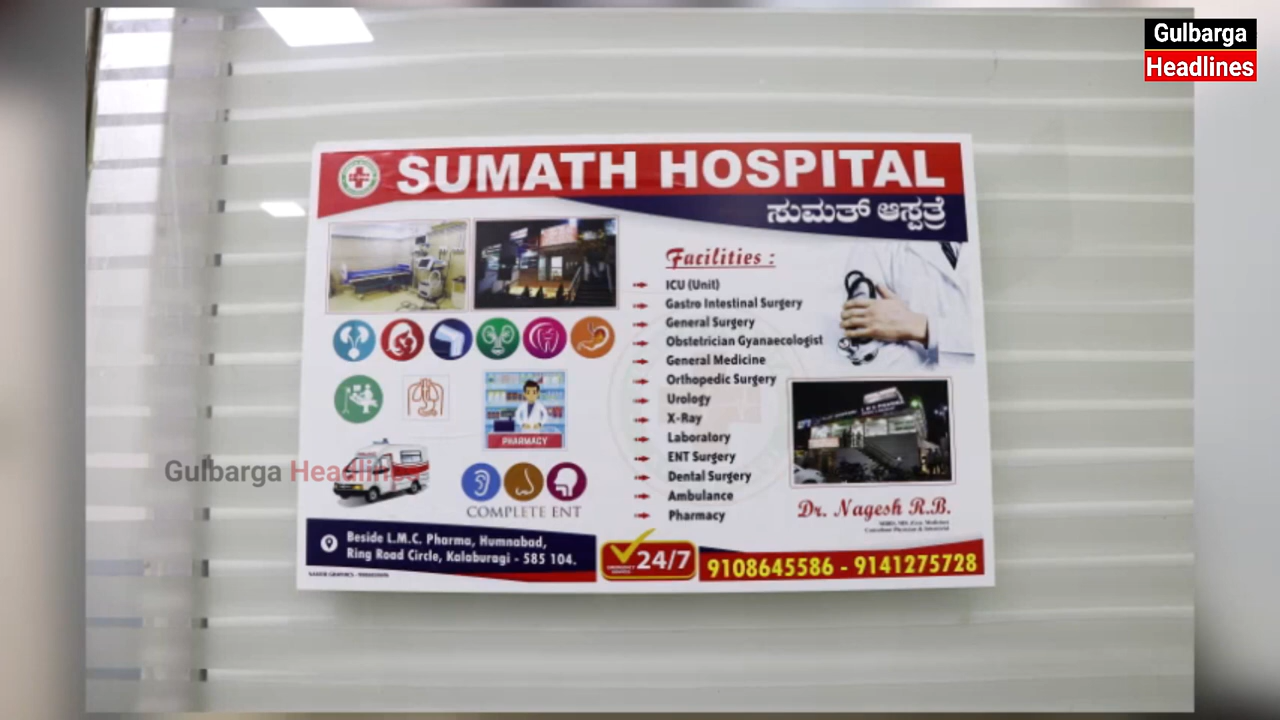 Gulbarga
Headlines
SUMATH HOSPITAL
ಸುಮತ್ ಆಸ್ಪತ್ರೆ
Facilities :
ICU (Unit)
Gastro Intestinal Surgery
General Surgery
Obstetrician Gyanaecologist
General Medicine
Orthopedic Surgery
Urology
X-Ray
Laboratory
ENT Surgery
Dental Surgery
Ambulance
Pharmacy
PHARMACY
Gulbarga Headlines
COMPLETE ENT
Dr. Nagesh R.B.
Beside L.M.C. Pharma, Humnabad,
Ring Road Circle, Kalaburagi - 585 104.
24/7
9108645586 - 9141275728